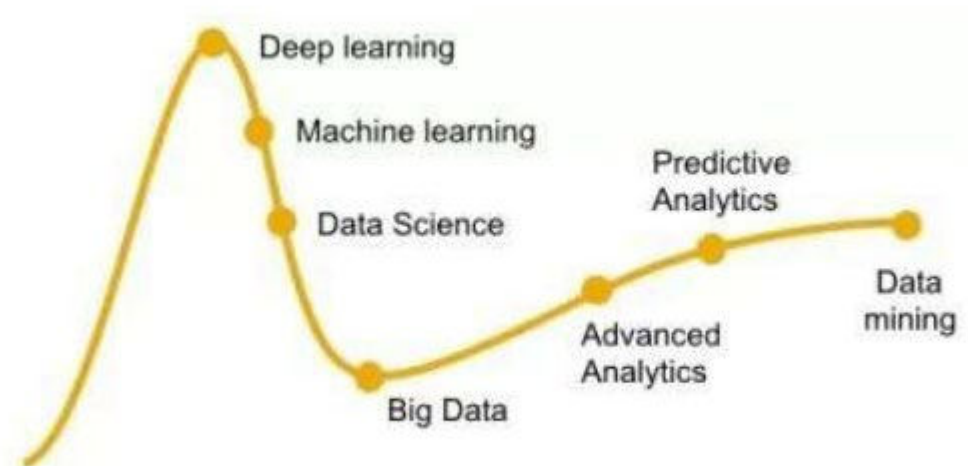 Deep learning
Machine learning
Data Science
Big Data
Advanced
Analytics
Predictive
Analytics
Data
mining